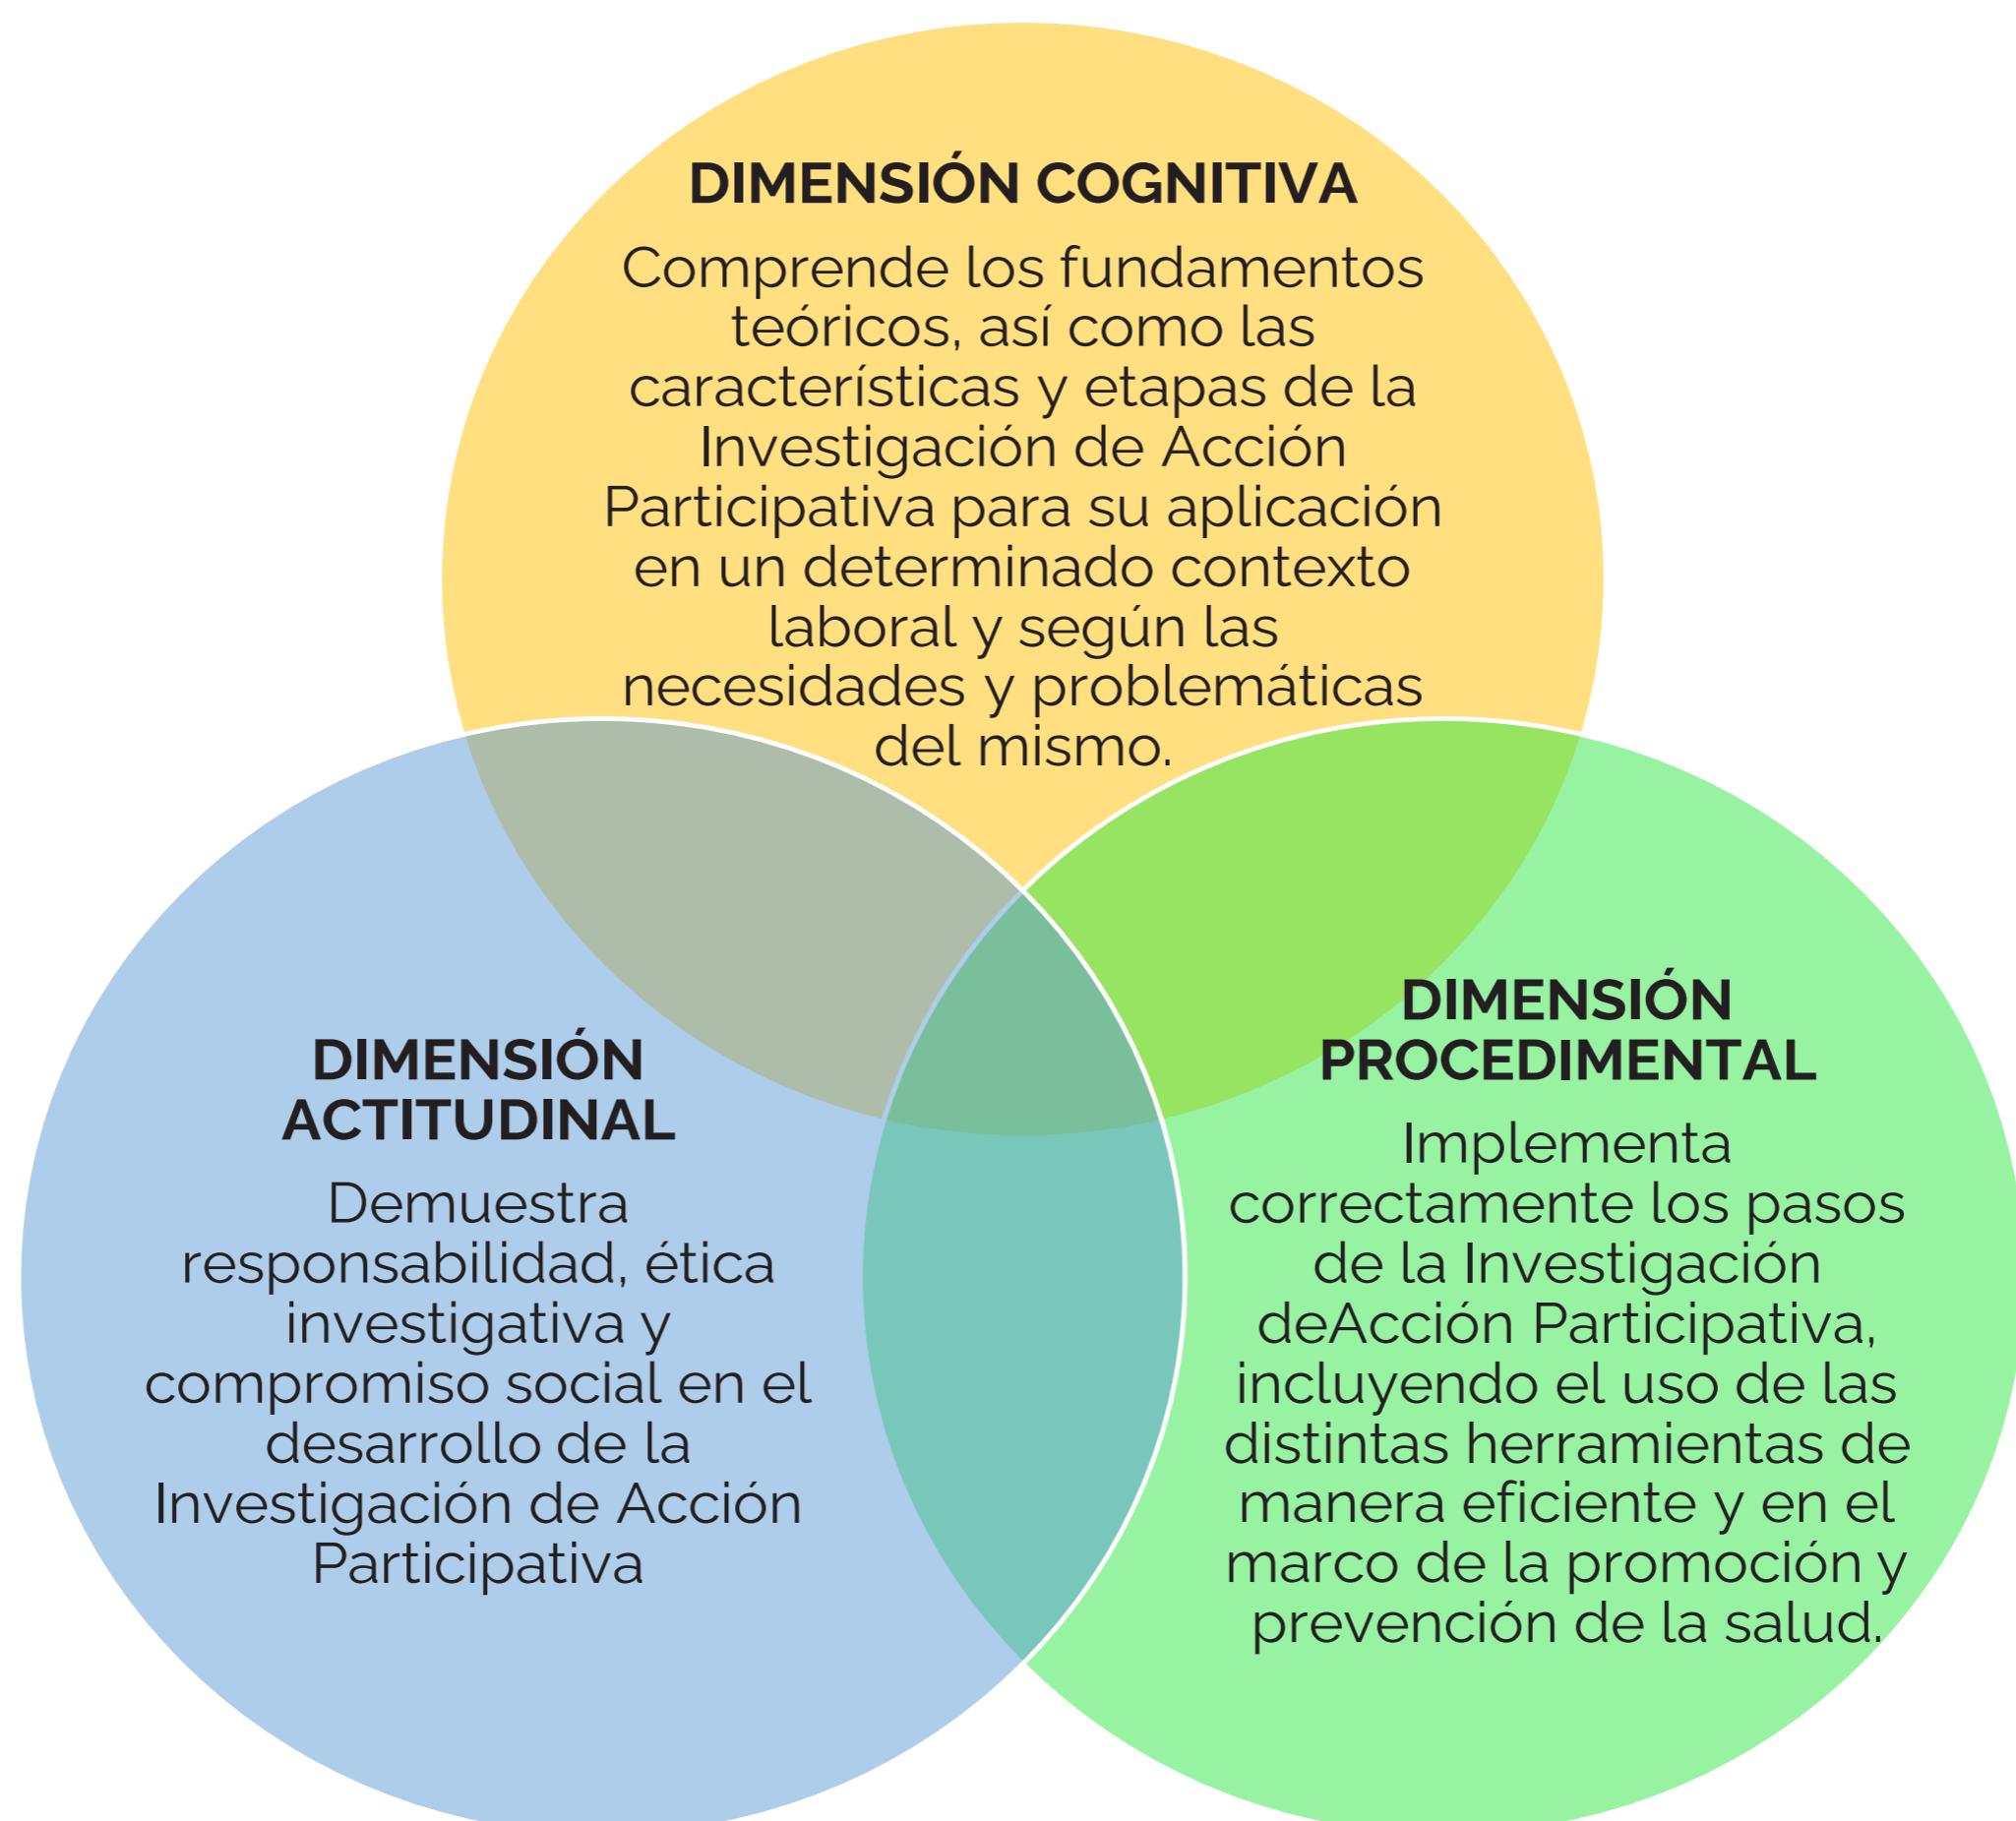 DIMENSIÓN COGNITIVA
Comprende los fundamentos
teóricos, así como las
características y etapas de la
Investigación de Acción
Participativa para su aplicación
en un determinado contexto
laboral y según las
necesidades y problemáticas
del mismo.
DIMENSIÓN
ACTITUDINAL
Demuestra
responsabilidad, ética
investigativa y
compromiso social en el
desarrollo de la
Investigación de Acción
Participativa
DIMENSIÓN
PROCEDIMENTAL
Implementa
correctamente los pasos
de la Investigación
deAcción Participativa,
incluyendo el uso de las
distintas herramientas de
manera eficiente y en el
marco de la promoción y
prevención de la salud.